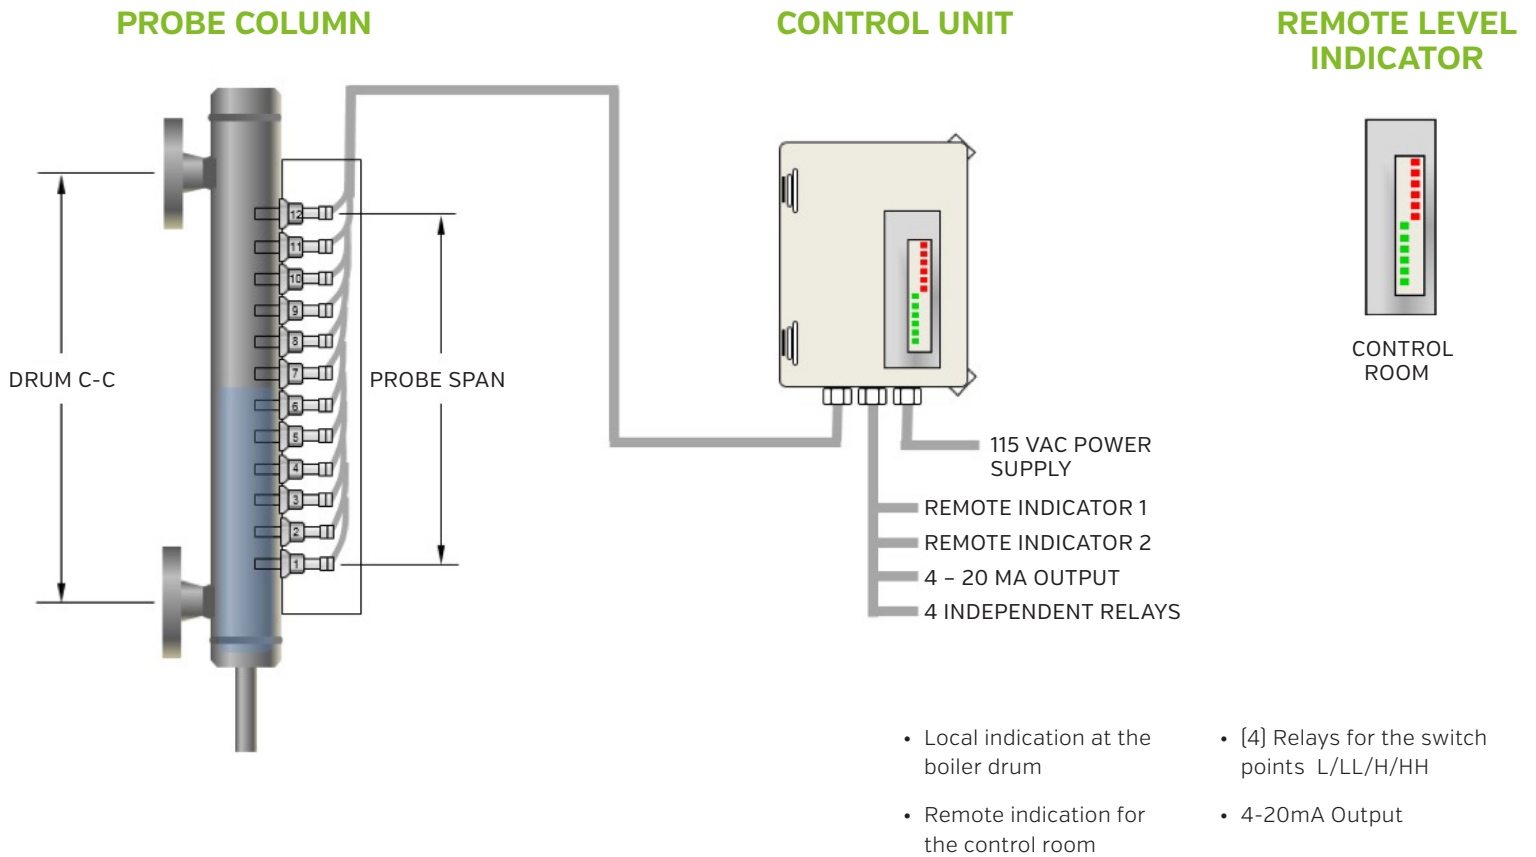 PROBE COLUMN
CONTROL UNIT
REMOTE LEVEL
INDICATOR
12
11
10
9
8
7
6
5
4
3
2
1
DRUM C-C
PROBE SPAN
CONTROL
ROOM
115 VAC POWER
SUPPLY
REMOTE INDICATOR 1
REMOTE INDICATOR 2
4 – 20 MA OUTPUT
4 INDEPENDENT RELAYS
• Local indication at the
boiler drum
• Remote indication for
the control room
• (4) Relays for the switch
points L/LL/H/HH
• 4-20mA Output